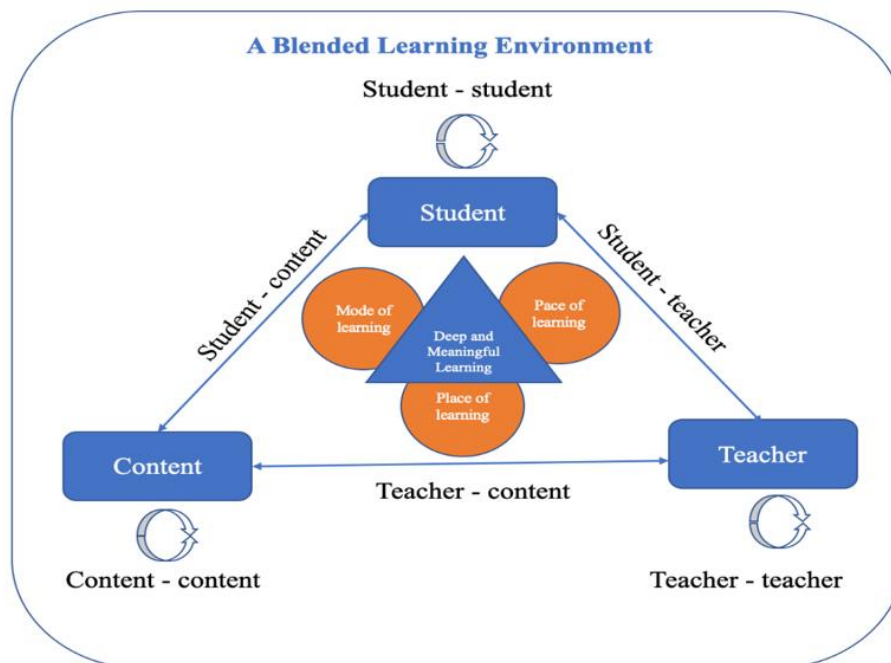 A Blended Learning Environment
Student - student
Student
Student - content
Student - teacher
Mode of
learning
Pace of
learning
Deep and
Meaningful
Learning
Place of
learning
Content
Teacher
Teacher - content
Content - content
Teacher - teacher